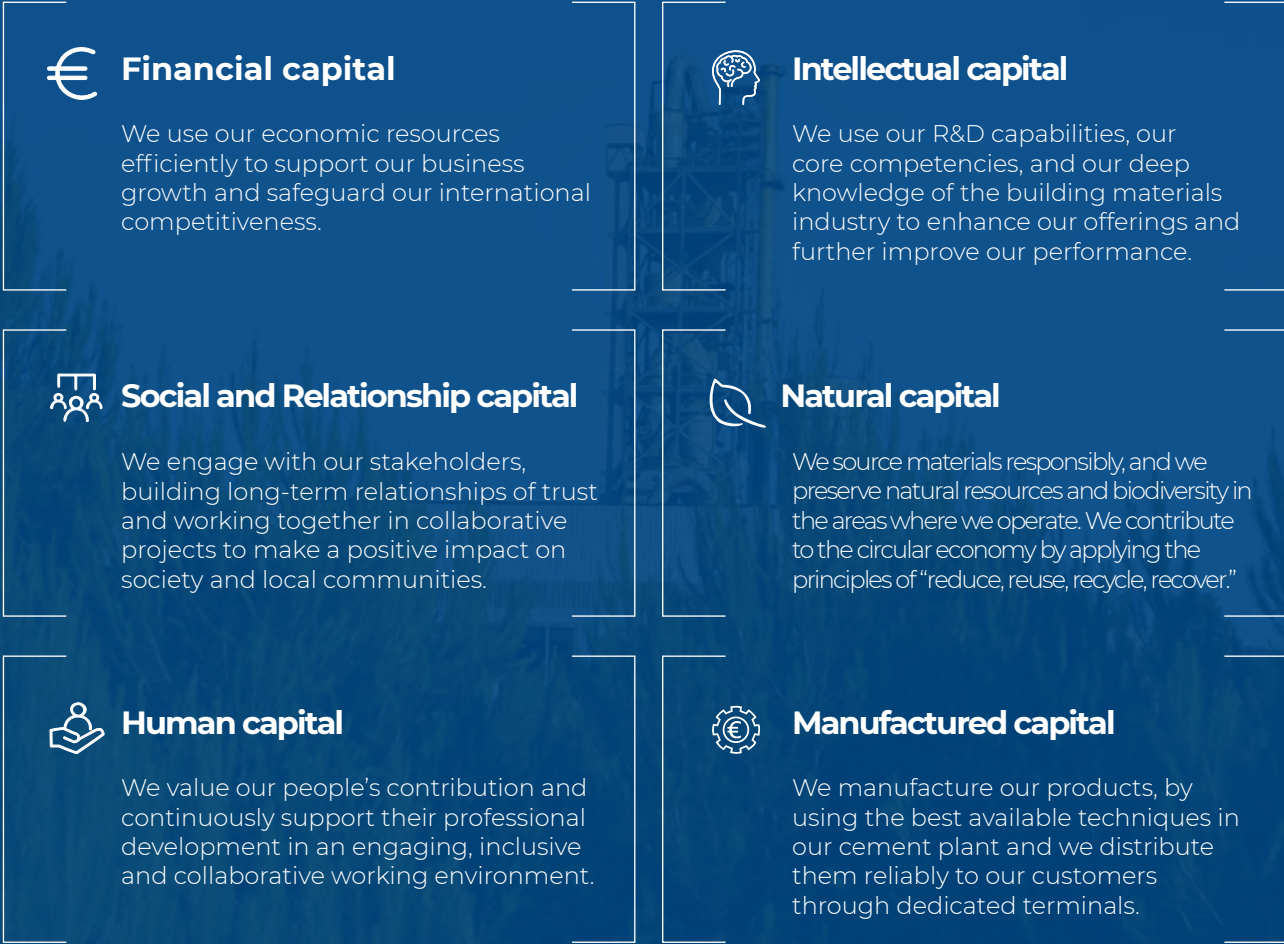 Financial capital
We use our economic resources
efficiently to support our business
growth and safeguard our international
competitiveness.
Intellectual capital
We use our R&D capabilities, our
core competencies, and our deep
knowledge of the building materials
industry to enhance our offerings and
further improve our performance.
Social and Relationship capital
We engage with our stakeholders,
building long-term relationships of trust
and working together in collaborative
projects to make a positive impact on
society and local communities.
Natural capital
We source materials responsibly, and we
preserve natural resources and biodiversity in
the areas where we operate. We contribute
to the circular economy by applying the
principles of “reduce, reuse, recycle, recover.”
Human capital
We value our people’s contribution and
continuously support their professional
development in an engaging, inclusive
and collaborative working environment.
Manufactured capital
We manufacture our products, by
using the best available techniques in
our cement plant and we distribute
them reliably to our customers
through dedicated terminals.